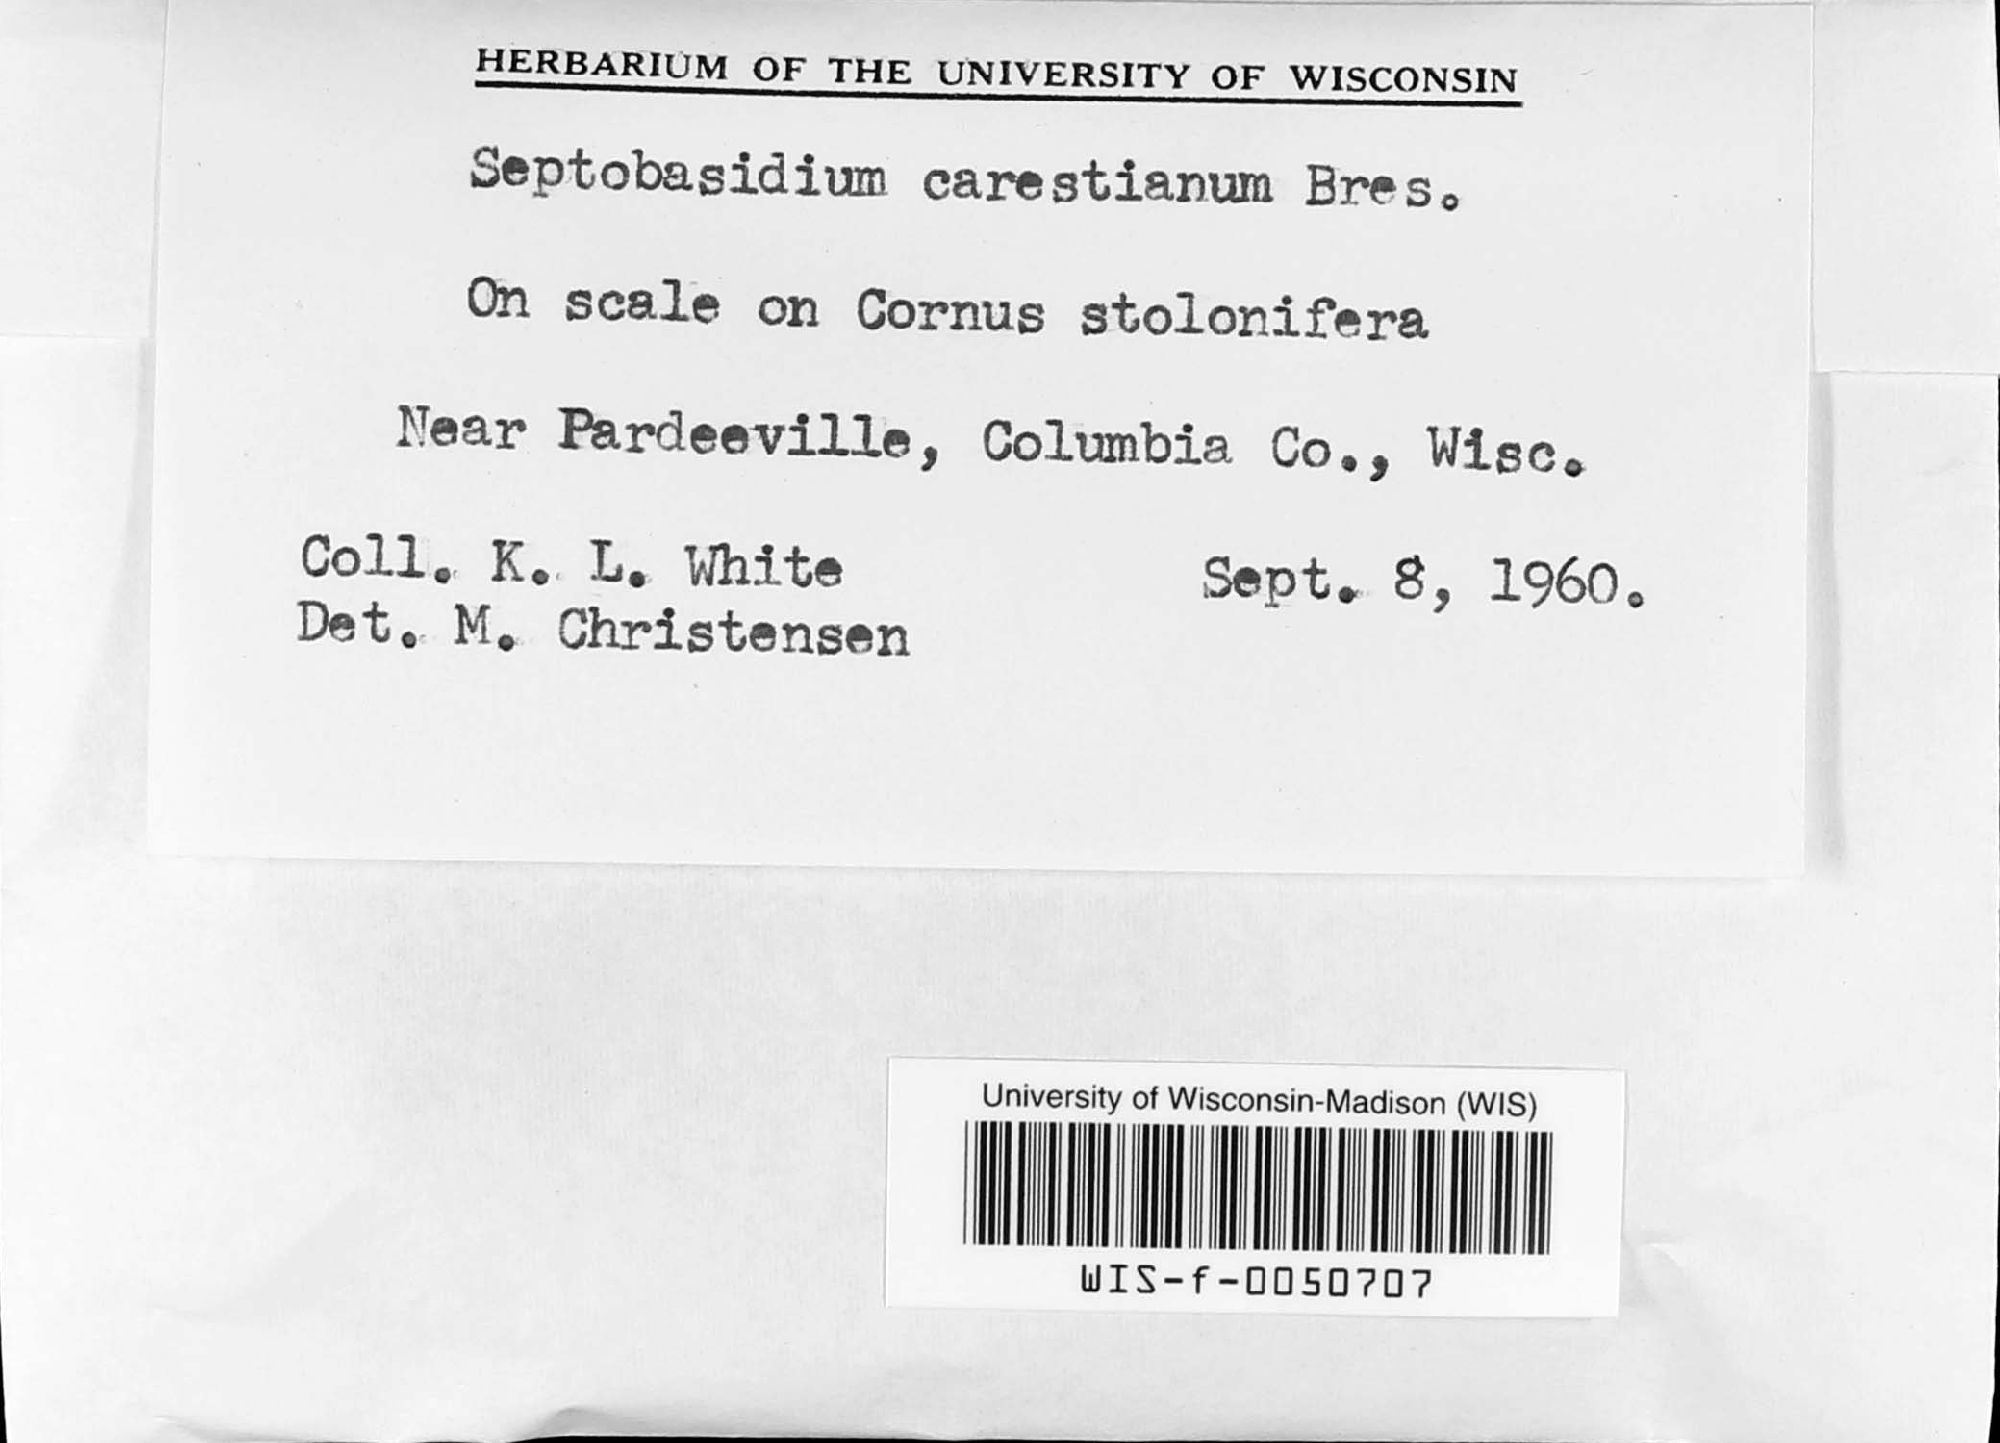 HERBARIUM OF THE UNIVERSITY OF WISCONSIN
Septobasidium carestianum Bres.
On scale on Cornus stolonifera
Near Pardeeville, Columbia Co., Wisc.
Coll. K. L. White Sept. 8, 1960.
Det. M. Christensen
University of Wisconsin-Madison (WIS)
WIS-f-0050707